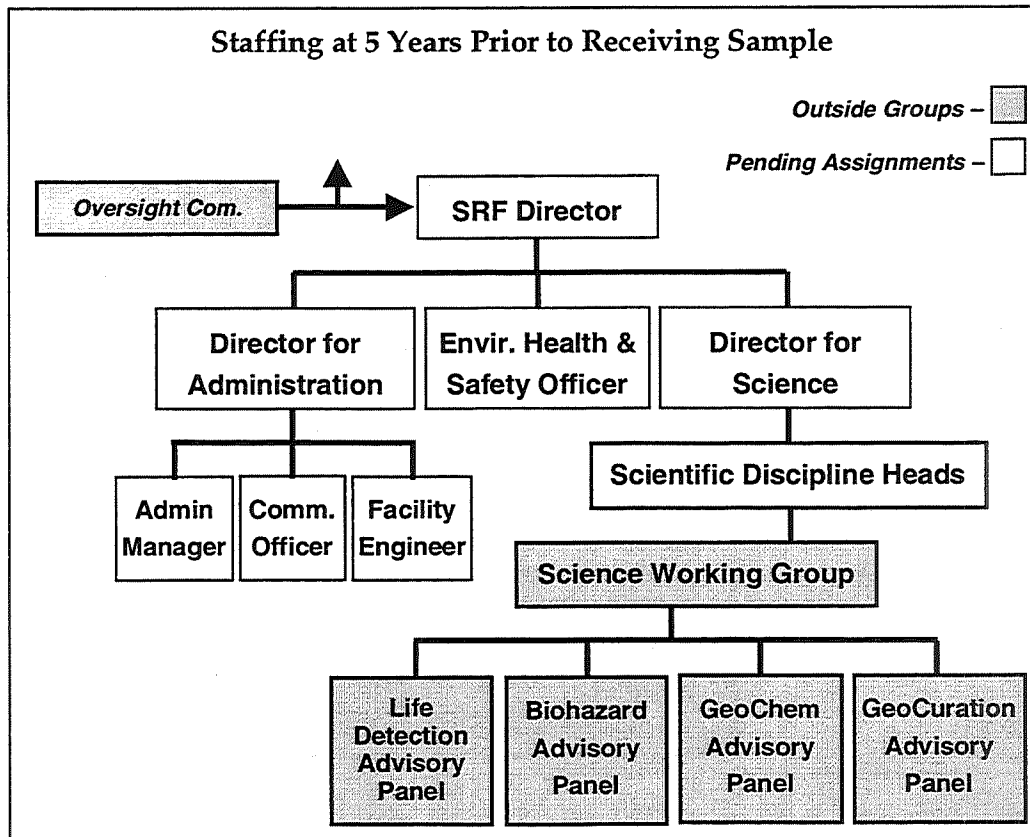 Staffing at 5 Years Prior to Receiving Sample
Outside Groups –
Pending Assignments –
Oversight Com.
SRF Director
Director for
Administration
Envir. Health &
Safety Officer
Director for
Science
Scientific Discipline Heads
Admin
Manager
Comm.
Officer
Facility
Engineer
Science Working Group
Life
Detection
Advisory
Panel
Biohazard
Advisory
Panel
GeoChem
Advisory
Panel
GeoCuration
Advisory
Panel